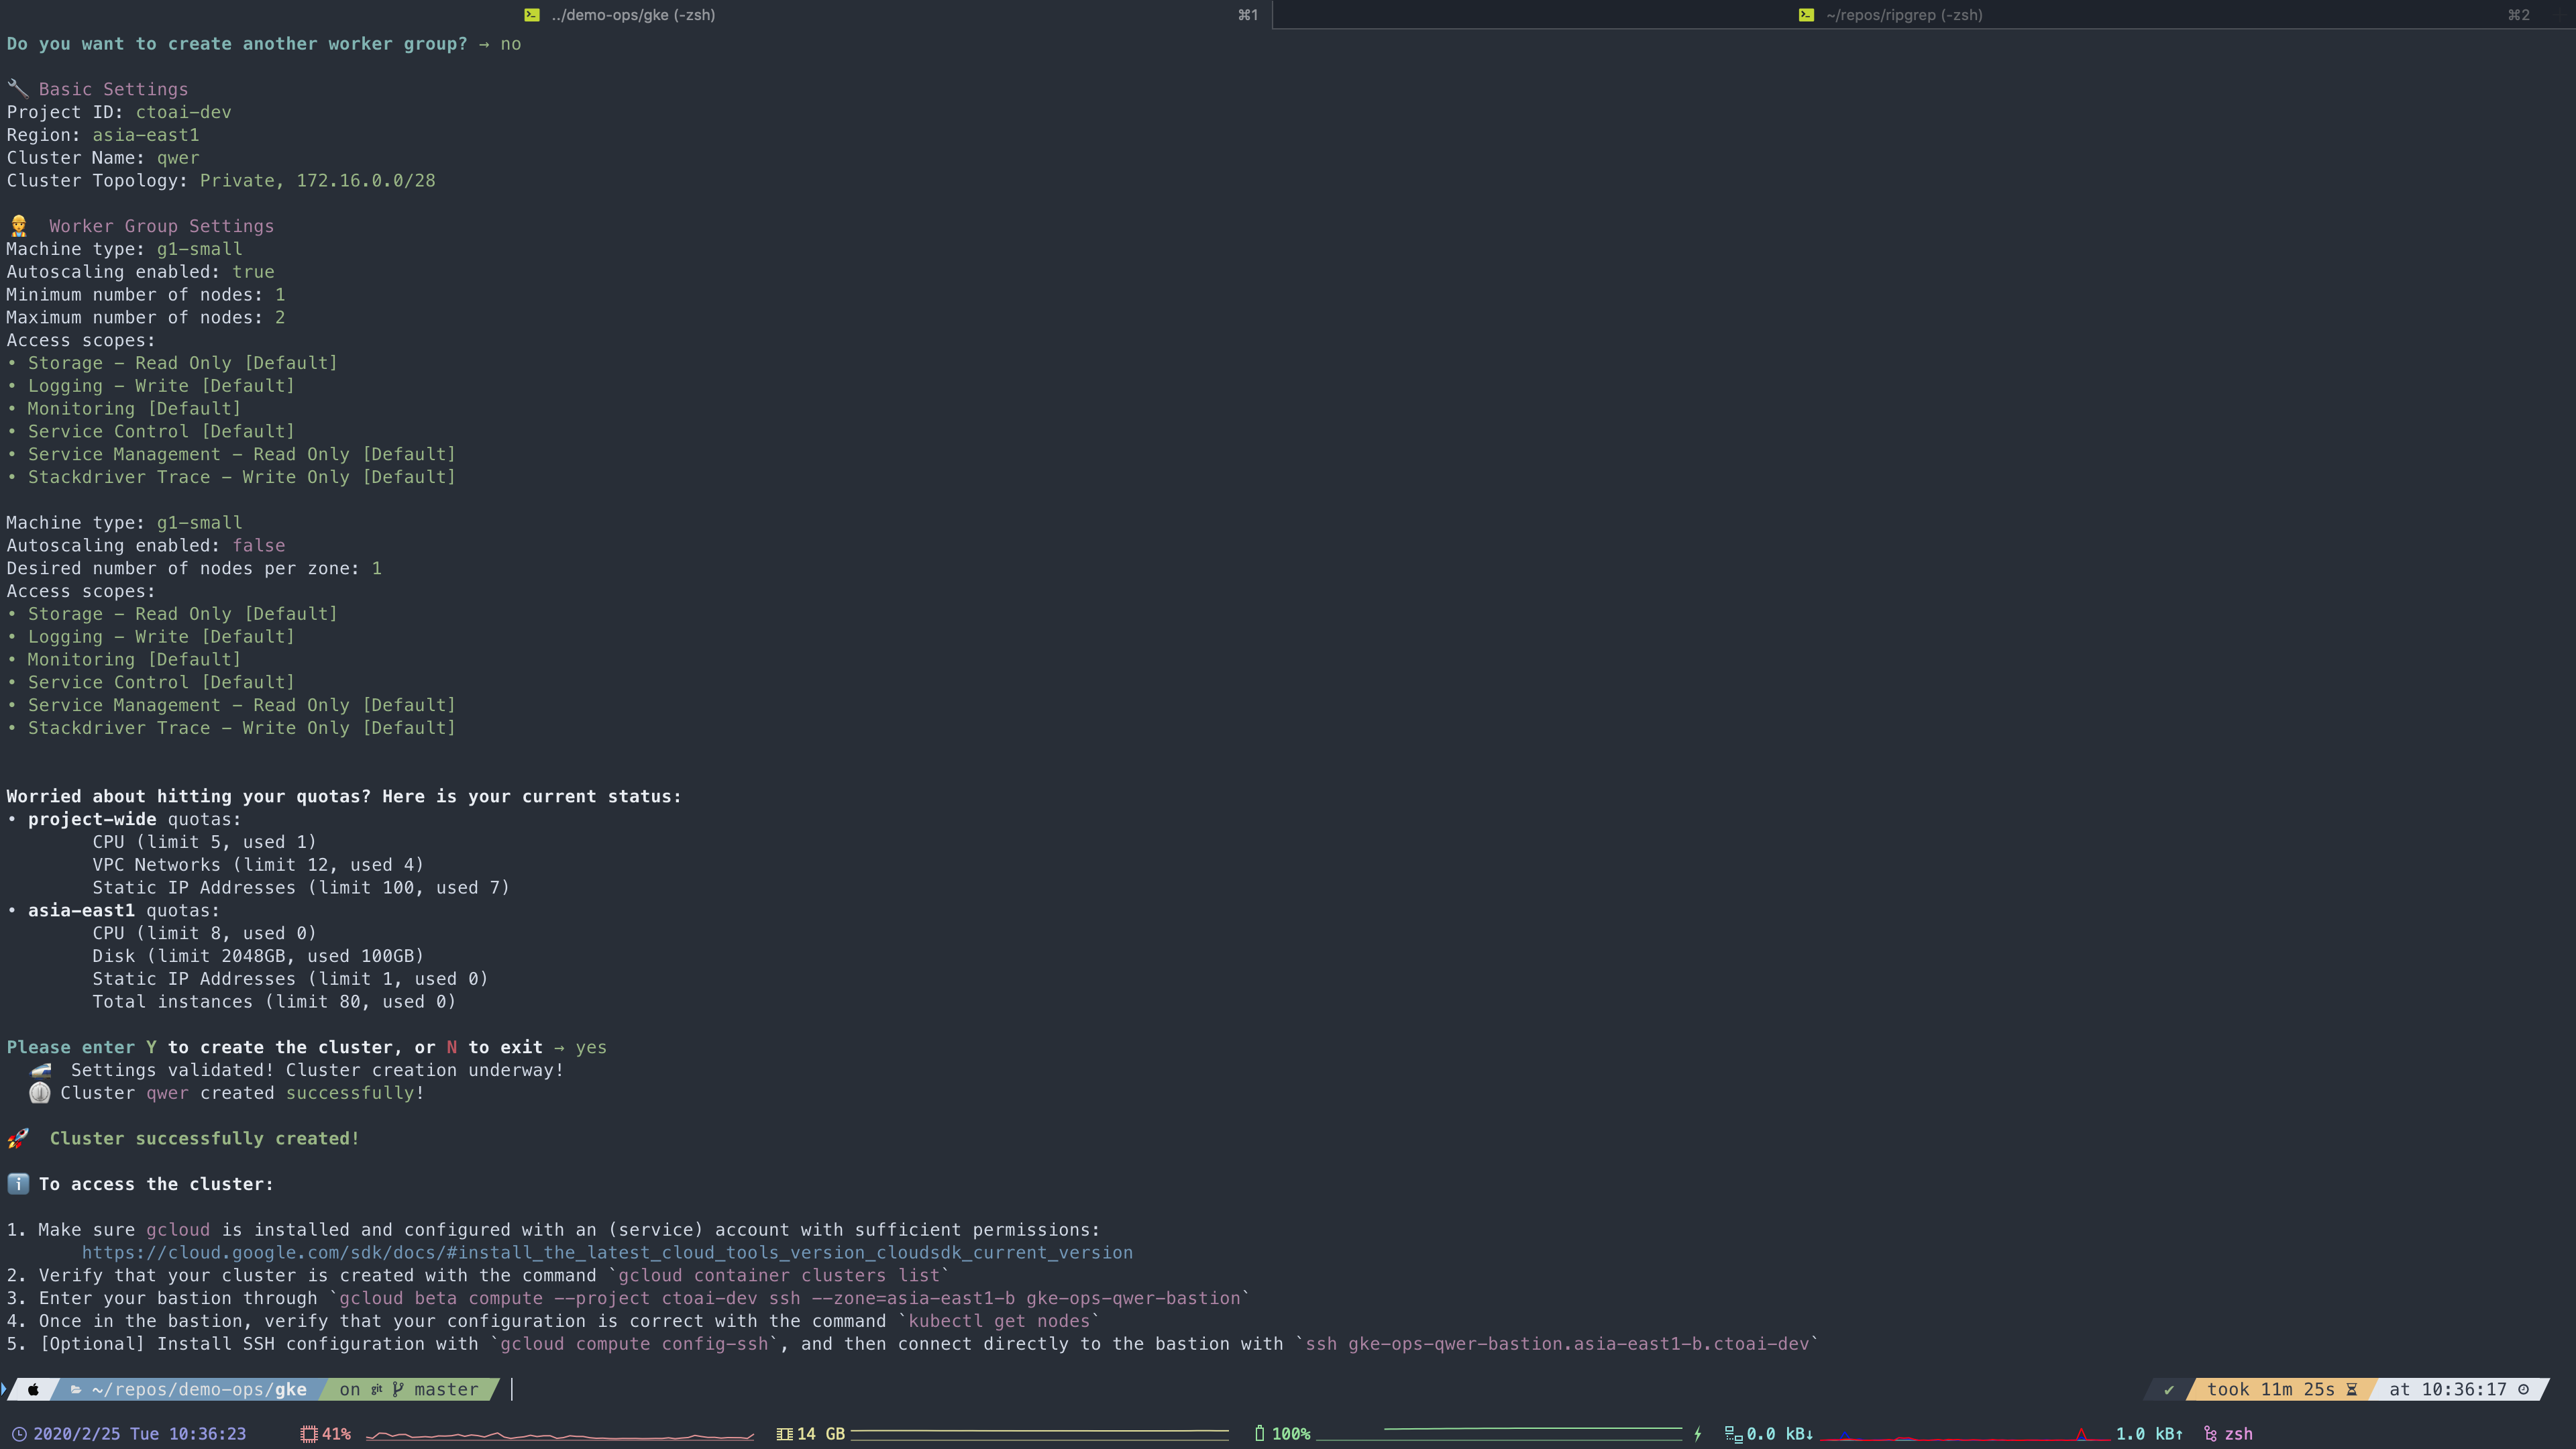 ../demo-ops/gke (-zsh) ⌘1 ~/repos/ripgrep (-zsh) ⌘2
Do you want to create another worker group? → no
Basic Settings
Project ID: ctoai-dev
Region: asia-east1
Cluster Name: qwer
Cluster Topology: Private, 172.16.0.0/28
Worker Group Settings
Machine type: g1-small
Autoscaling enabled: true
Minimum number of nodes: 1
Maximum number of nodes: 2
Access scopes:
• Storage - Read Only [Default]
• Logging - Write [Default]
• Monitoring [Default]
• Service Control [Default]
• Service Management - Read Only [Default]
• Stackdriver Trace - Write Only [Default]
Machine type: g1-small
Autoscaling enabled: false
Desired number of nodes per zone: 1
Access scopes:
• Storage - Read Only [Default]
• Logging - Write [Default]
• Monitoring [Default]
• Service Control [Default]
• Service Management - Read Only [Default]
• Stackdriver Trace - Write Only [Default]
Worried about hitting your quotas? Here is your current status:
• project-wide quotas:
CPU (limit 5, used 1)
VPC Networks (limit 12, used 4)
Static IP Addresses (limit 100, used 7)
• asia-east1 quotas:
CPU (limit 8, used 0)
Disk (limit 2048GB, used 100GB)
Static IP Addresses (limit 1, used 0)
Total instances (limit 80, used 0)
Please enter Y to create the cluster, or N to exit → yes
Settings validated! Cluster creation underway!
Cluster qwer created successfully!
🚀 Cluster successfully created!
ℹ️ To access the cluster:
1. Make sure gcloud is installed and configured with an (service) account with sufficient permissions:
https://cloud.google.com/sdk/docs/#install_the_latest_cloud_tools_version_cloudsdk_current_version
2. Verify that your cluster is created with the command `gcloud container clusters list`
3. Enter your bastion through `gcloud beta compute --project ctoai-dev ssh --zone=asia-east1-b gke-ops-qwer-bastion`
4. Once in the bastion, verify that your configuration is correct with the command `kubectl get nodes`
5. [Optional] Install SSH configuration with `gcloud compute config-ssh`, and then connect directly to the bastion with `ssh gke-ops-qwer-bastion.asia-east1-b.ctoai-dev`
~/repos/demo-ops/gke on git master ✔ took 11m 25s at 10:36:17
2020/2/25 Tue 10:36:23 41% 14 GB 100% 0.0 kB↓ 1.0 kB↑ zsh